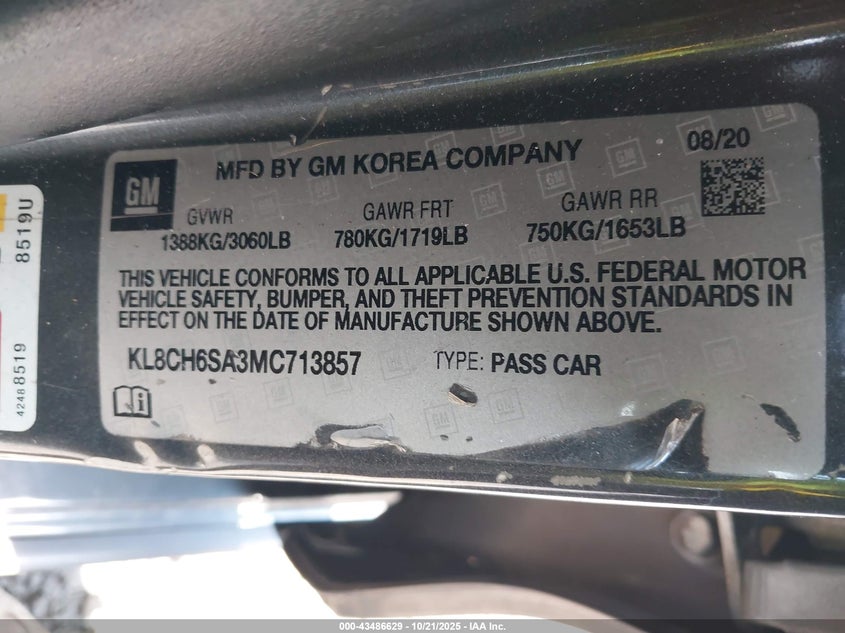 GM
MFD BY GM KOREA COMPANY
08/20
GVWR GAWR FRT GAWR RR
1388KG/3060LB 780KG/1719LB 750KG/1653LB
THIS VEHICLE CONFORMS TO ALL APPLICABLE U.S. FEDERAL MOTOR
VEHICLE SAFETY, BUMPER, AND THEFT PREVENTION STANDARDS IN
EFFECT ON THE DATE OF MANUFACTURE SHOWN ABOVE.
KL8CH6SA3MC713857 TYPE: PASS CAR
8519U
42488519
000-43486629 - 10/21/2025 - IAA Inc.